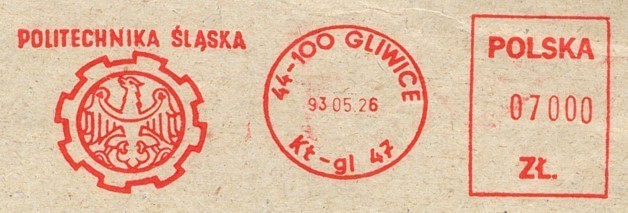 POLITECHNIKA ŚLĄSKA
44-100 GLIWICE
93.05.26
Kt-gl 47
POLSKA
07000
ZŁ.